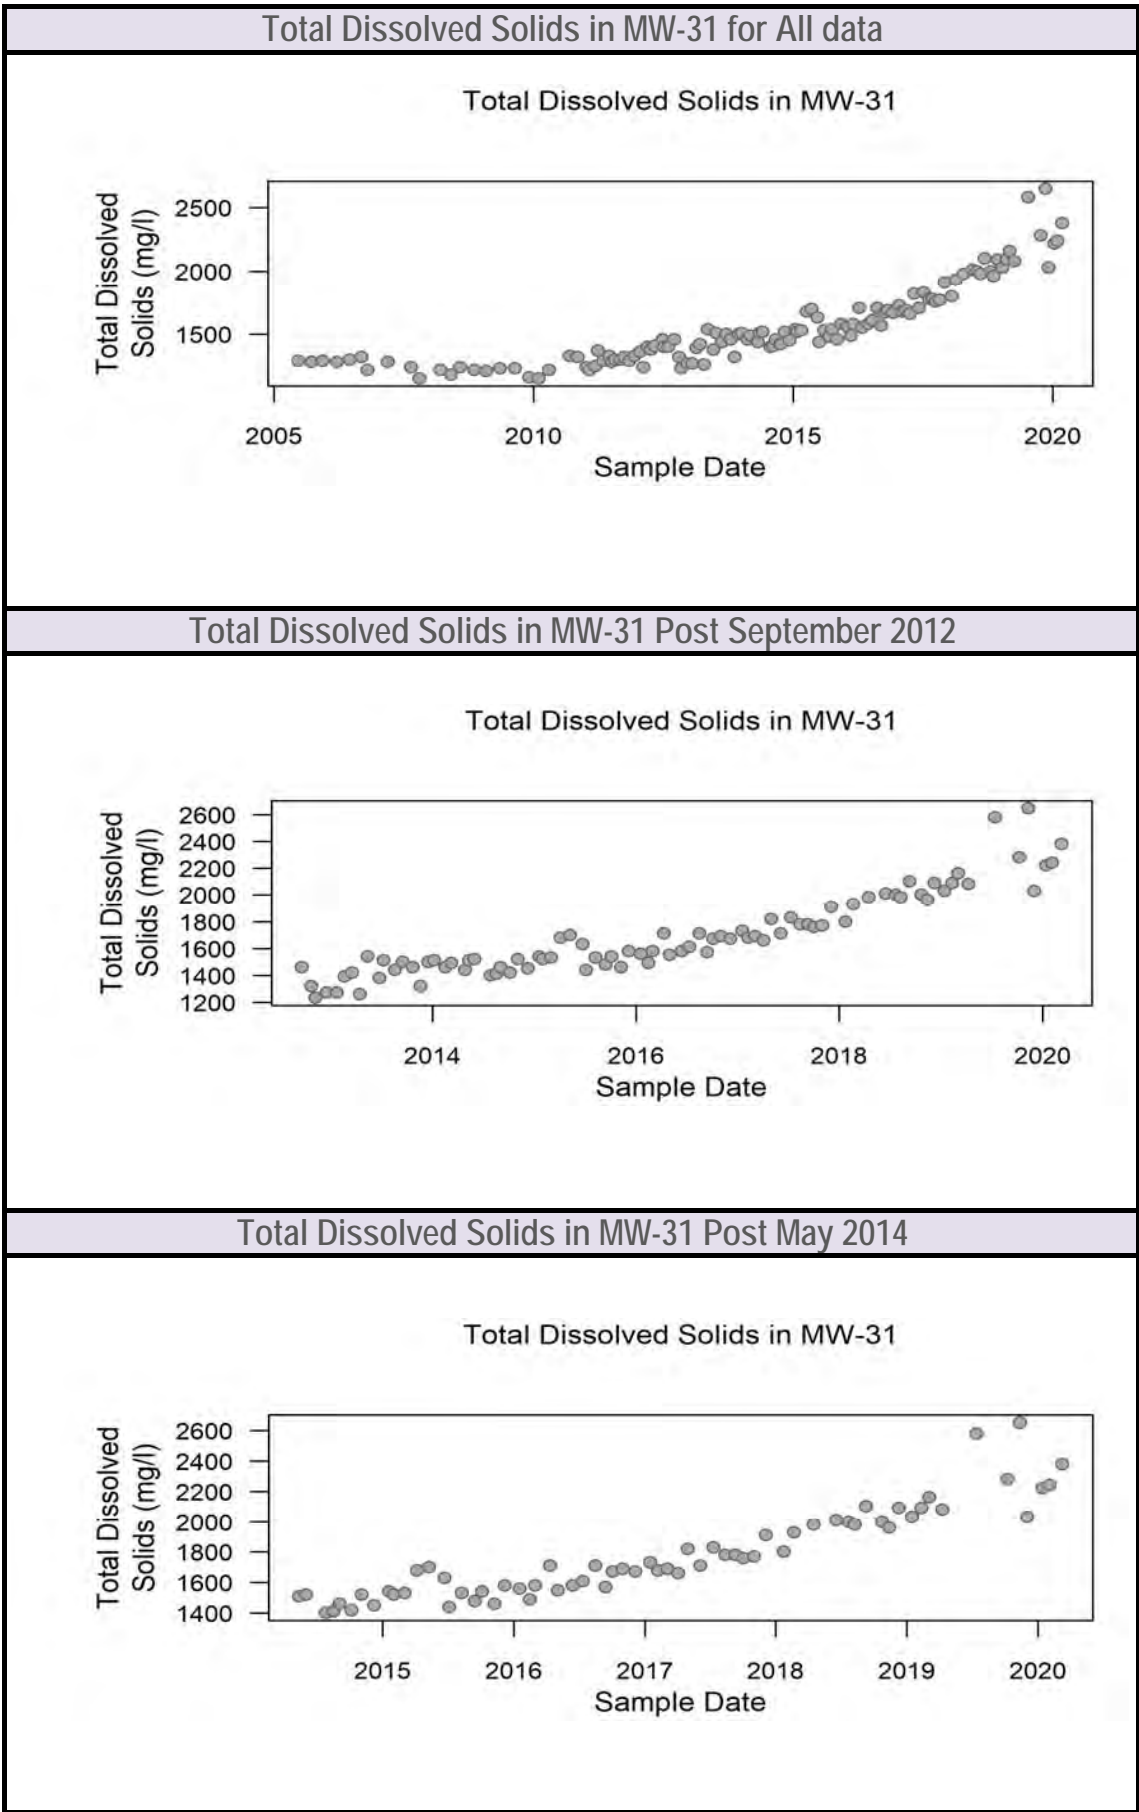 Total Dissolved Solids in MW-31 for All data
Total Dissolved Solids in MW-31
Total Dissolved
Solids (mg/l)
2500
2000
1500
2005 2010 2015 2020
Sample Date
Total Dissolved Solids in MW-31 Post September 2012
Total Dissolved Solids in MW-31
Total Dissolved
Solids (mg/l)
2600
2400
2200
2000
1800
1600
1400
1200
2014 2016 2018 2020
Sample Date
Total Dissolved Solids in MW-31 Post May 2014
Total Dissolved Solids in MW-31
Total Dissolved
Solids (mg/l)
2600
2400
2200
2000
1800
1600
1400
2015 2016 2017 2018 2019 2020
Sample Date